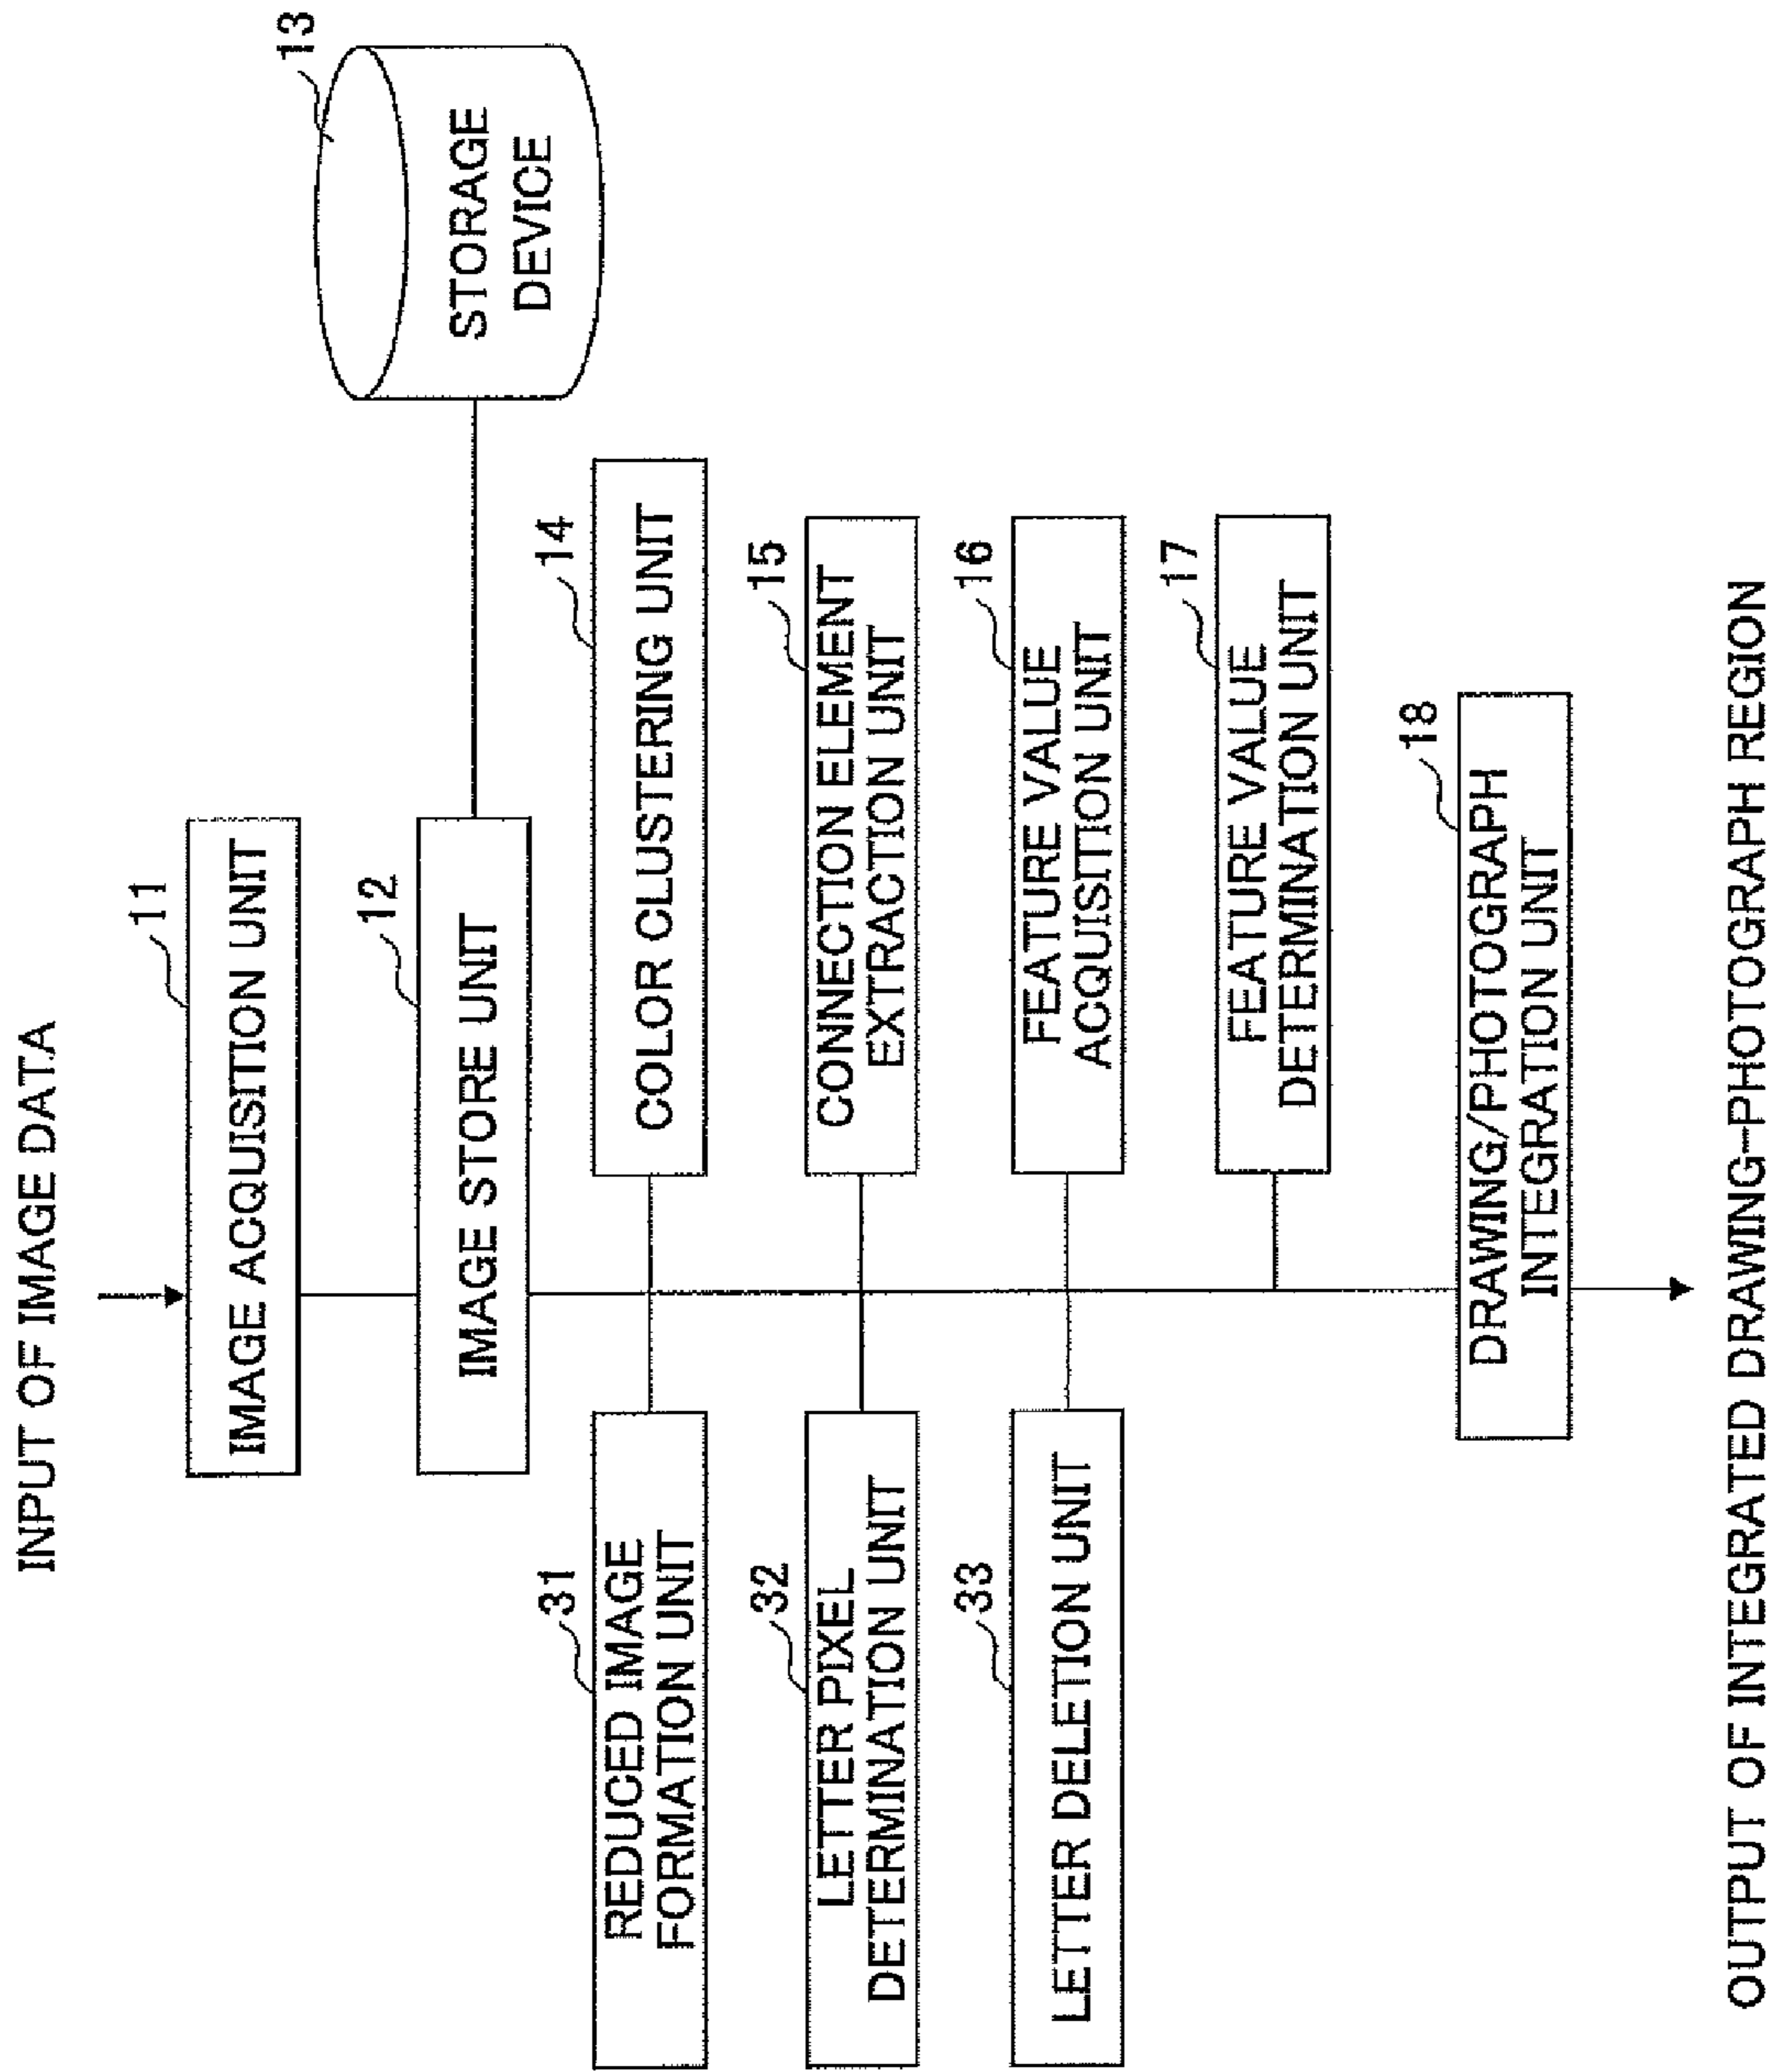 INPUT OF IMAGE DATA
11
IMAGE ACQUISITION UNIT
12
IMAGE STORE UNIT
13
STORAGE
DEVICE
31
REDUCED IMAGE
FORMATION UNIT
14
COLOR CLUSTERING UNIT
32
LETTER PIXEL
DETERMINATION UNIT
15
CONNECTION ELEMENT
EXTRACTION UNIT
33
LETTER DELETION UNIT
16
FEATURE VALUE
ACQUISITION UNIT
17
FEATURE VALUE
DETERMINATION UNIT
18
DRAWING/PHOTOGRAPH
INTEGRATION UNIT
OUTPUT OF INTEGRATED DRAWING-PHOTOGRAPH REGION